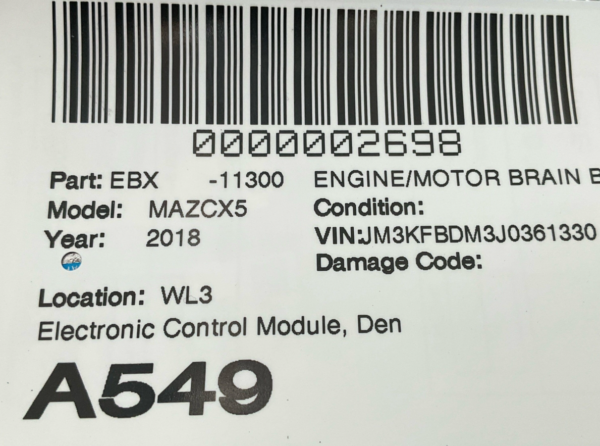 0000002698
Part: EBX -11300 ENGINE/MOTOR BRAIN B
Model: MAZCX5 Condition:
Year: 2018 VIN:JM3KFBDM3J0361330
Damage Code:
Location: WL3
Electronic Control Module, Den
A549